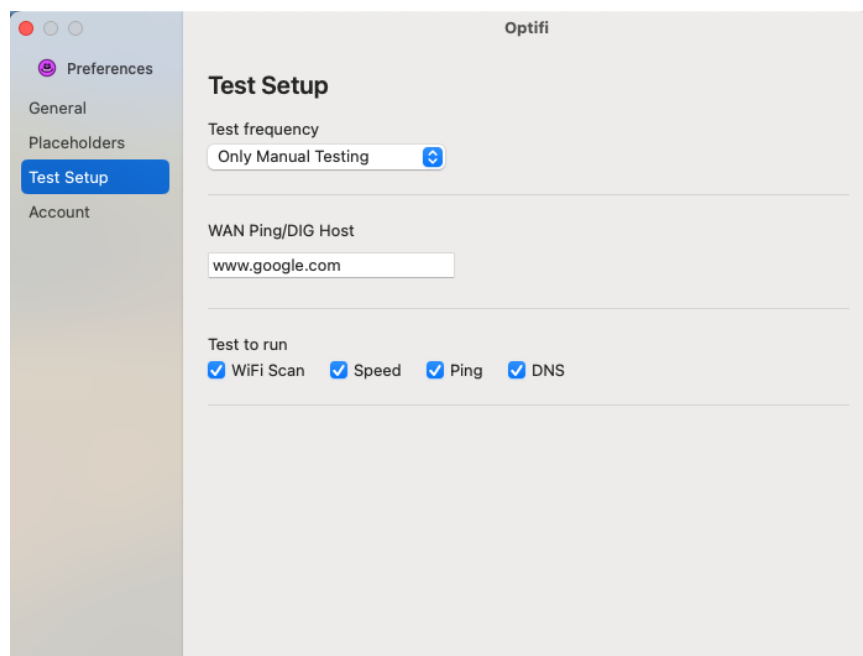 Optifi
Preferences
General
Placeholders
Test Setup
Account
Test Setup
Test frequency
Only Manual Testing
WAN Ping/DIG Host
www.google.com
Test to run
WiFi Scan Speed Ping DNS